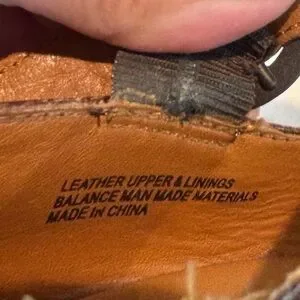 LEATHER UPPER & LININGS
BALANCE MAN MADE MATERIALS
MADE IN CHINA